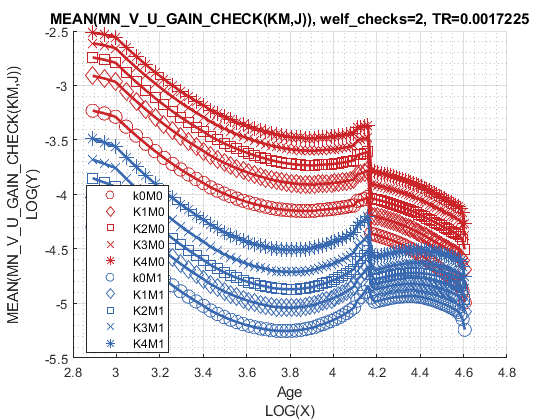 MEAN(MN_V_U_GAIN_CHECK(KM,J)), welf_checks=2, TR=0.0017225
MEAN(MN_V_U_GAIN_CHECK(KM,J))
LOG(Y)
-2.5
-3
-3.5
-4
-4.5
-5
-5.5
k0M0
K1M0
K2M0
K3M0
K4M0
k0M1
K1M1
K2M1
K3M1
K4M1
2.8 3 3.2 3.4 3.6 3.8 4 4.2 4.4 4.6 4.8
Age
LOG(X)